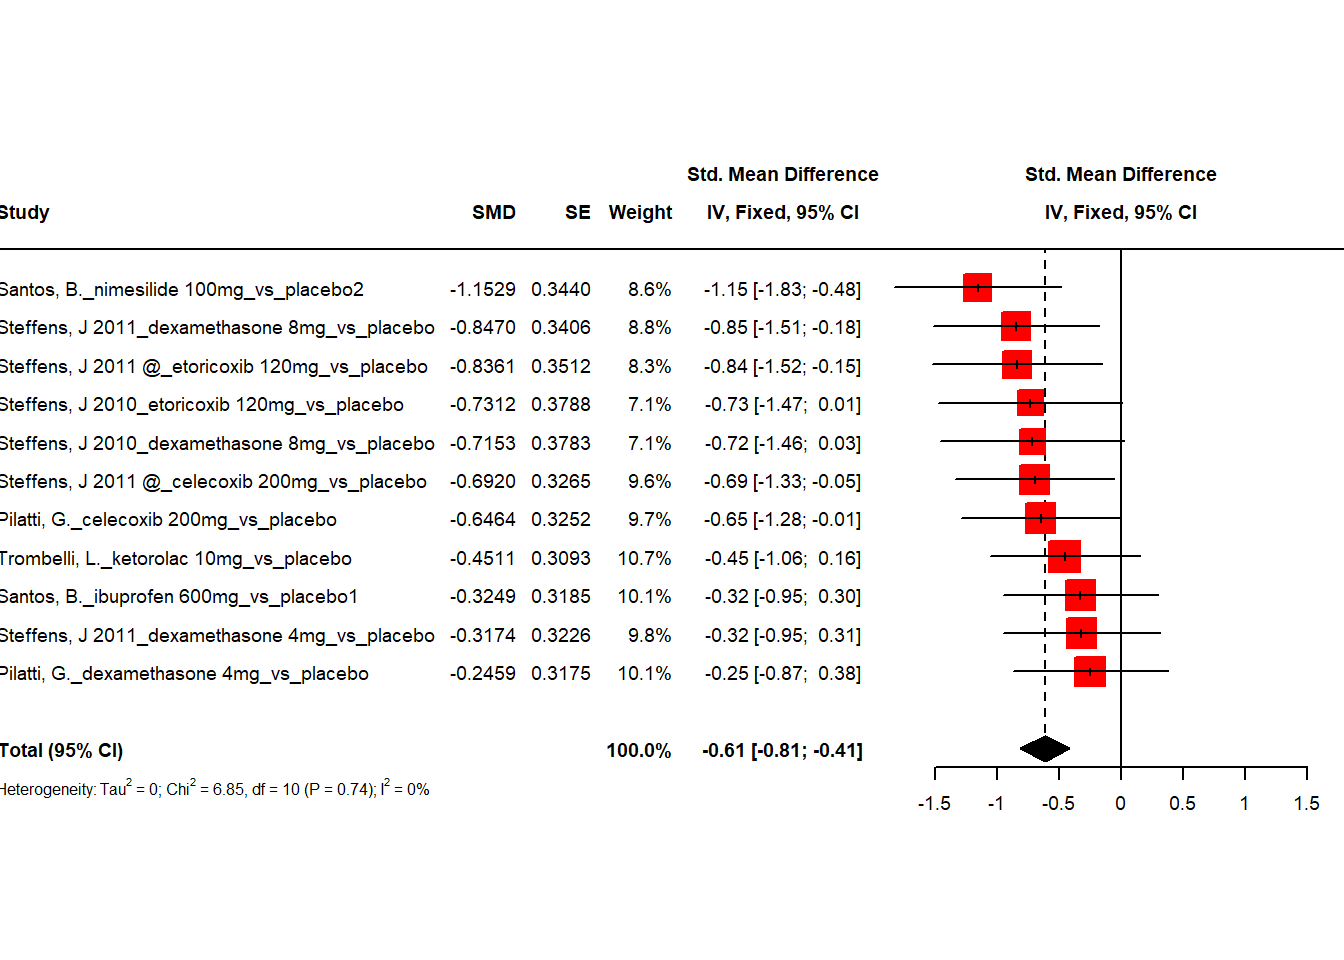 Std. Mean Difference Std. Mean Difference
Study SMD SE Weight IV, Fixed, 95% CI IV, Fixed, 95% CI
Santos, B._nimesilide 100mg_vs_placebo2 -1.1529 0.3440 8.6% -1.15 [-1.83; -0.48]
Steffens, J 2011_dexamethasone 8mg_vs_placebo -0.8470 0.3406 8.8% -0.85 [-1.51; -0.18]
Steffens, J 2011 @_etoricoxib 120mg_vs_placebo -0.8361 0.3512 8.3% -0.84 [-1.52; -0.15]
Steffens, J 2010_etoricoxib 120mg_vs_placebo -0.7312 0.3788 7.1% -0.73 [-1.47; 0.01]
Steffens, J 2010_dexamethasone 8mg_vs_placebo -0.7153 0.3783 7.1% -0.72 [-1.46; 0.03]
Steffens, J 2011 @_celecoxib 200mg_vs_placebo -0.6920 0.3265 9.6% -0.69 [-1.33; -0.05]
Pilatti, G._celecoxib 200mg_vs_placebo -0.6464 0.3252 9.7% -0.65 [-1.28; -0.01]
Trombelli, L._ketorolac 10mg_vs_placebo -0.4511 0.3093 10.7% -0.45 [-1.06; 0.16]
Santos, B._ibuprofen 600mg_vs_placebo1 -0.3249 0.3185 10.1% -0.32 [-0.95; 0.30]
Steffens, J 2011_dexamethasone 4mg_vs_placebo -0.3174 0.3226 9.8% -0.32 [-0.95; 0.31]
Pilatti, G._dexamethasone 4mg_vs_placebo -0.2459 0.3175 10.1% -0.25 [-0.87; 0.38]
Total (95% CI) 100.0% -0.61 [-0.81; -0.41]
Heterogeneity: Tau² = 0; Chi² = 6.85, df = 10 (P = 0.74); I² = 0%
-1.5 -1 -0.5 0 0.5 1 1.5